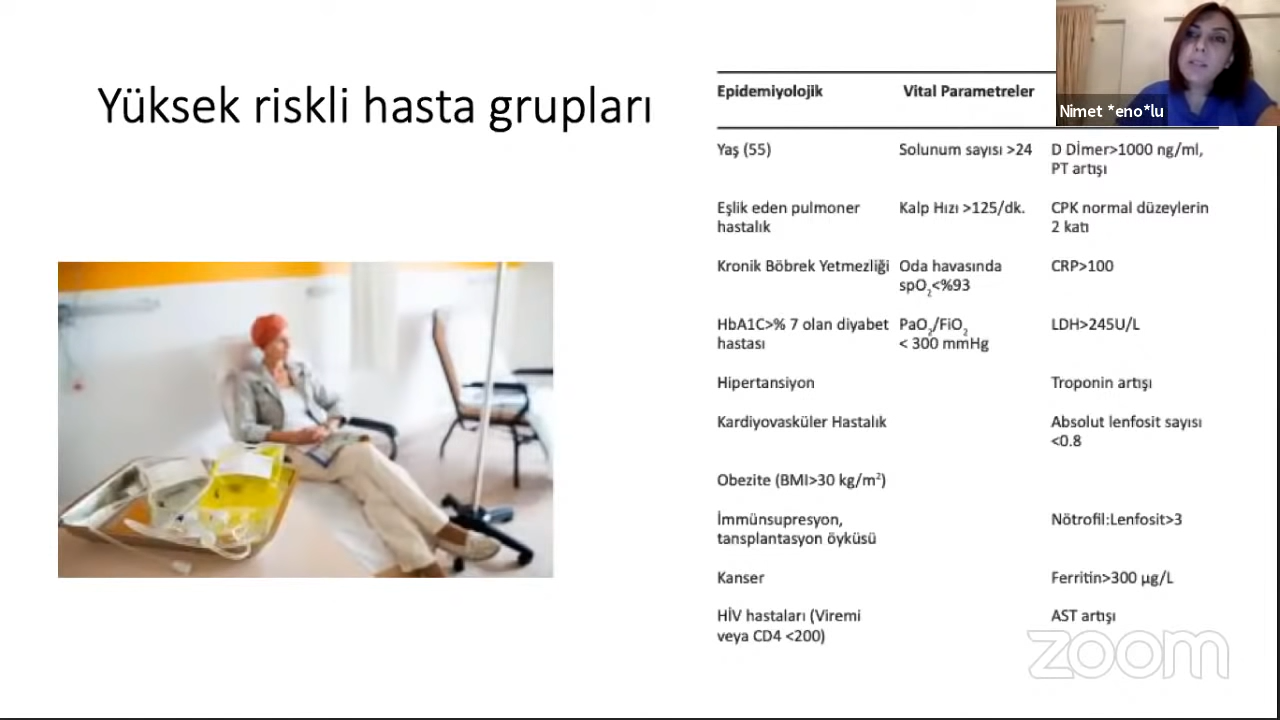 Yüksek riskli hasta grupları
Nimet *eno*lu
Epidemiyolojik Vital Parametreler
Yaş (55) Solunum sayısı >24 D Dİmer>1000 ng/ml,
PT artışı
Eşlik eden pulmoner Kalp Hızı >125/dk. CPK normal düzeylerin
hastalık 2 katı
Kronik Böbrek Yetmezliği Oda havasında CRP>100
spO₂<%93
HbA1C>% 7 olan diyabet PaO₂/FiO₂ LDH>245U/L
hastası < 300 mmHg
Hipertansiyon Troponin artışı
Kardiyovasküler Hastalık Absolut lenfosit sayısı
<0.8
Obezite (BMI>30 kg/m²)
İmmünsupresyon, Nötrofil:Lenfosit>3
tansplantasyon öyküsü
Kanser Ferritin>300 µg/L
HİV hastaları (Viremi AST artışı
veya CD4 <200)
zoom